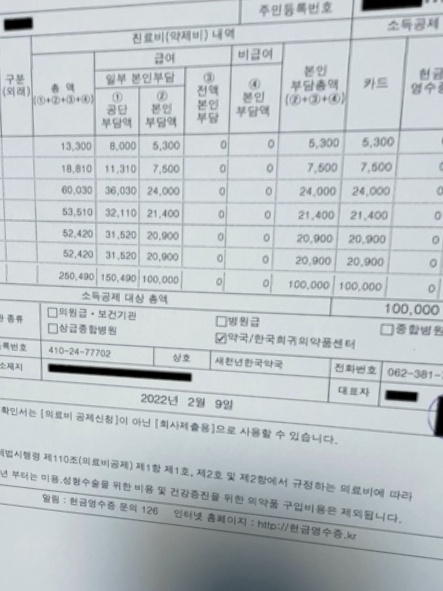 주민등록번호
진료비(약제비) 내역
소득공제
구분
(외래)
총 액
(①+②+③+④)
급여
비급여
본인
부담총액
(②+③+④)
카드
현금
영수증
일부 본인부담
①
공단
부담액
②
본인
부담액
③
전액
본인
부담
④
본인
부담액
13,300 8,000 5,300 0 0 5,300 5,300
18,810 11,310 7,500 0 0 7,500 7,500
60,030 36,030 24,000 0 0 24,000 24,000
53,510 32,110 21,400 0 0 21,400 21,400
52,420 31,520 20,900 0 0 20,900 20,900
52,420 31,520 20,900 0 0 20,900 20,900
250,490 150,490 100,000 0 0 100,000 100,000
소득공제 대상 총액 100,000
종류 □의원급·보건기관 □병원급 □종합병원
□상급종합병원 ☑약국/한국희귀의약품센터
등록번호 410-24-77702 상호 새천년한국약국 전화번호 062-381-
소재지 대표자
2022년 2월 9일
확인서는 [의료비 공제신청]이 아닌 [회사제출용]으로 사용할 수 있습니다.
세법시행령 제110조(의료비공제) 제1항 제1호, 제2호 및 제2항에서 규정하는 의료비에 따라
년 부터는 미용.성형수술을 위한 비용 및 건강증진을 위한 의약품 구입비용은 제외됩니다.
알림 : 현금영수증 문의 126 인터넷 홈페이지 : http://현금영수증.kr